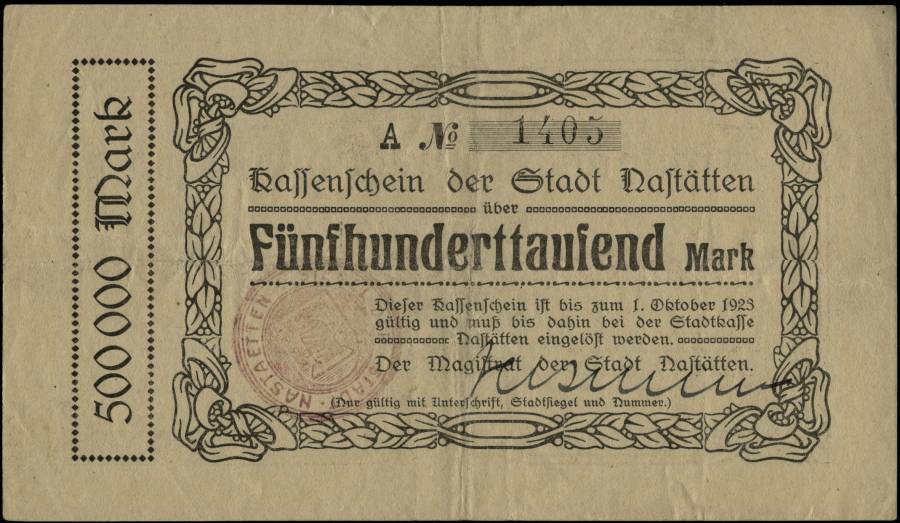 500000 Mark
A № 1405
Kassenschein der Stadt Nastätten
über
Fünfhunderttausend Mark
Dieser Kassenschein ist bis zum 1. Oktober 1923
gültig und muß bis dahin bei der Stadtkasse
Nastätten eingelöst werden.
Der Magistrat der Stadt Nastätten.
(Nur gültig mit Unterschrift, Stadtsiegel und Nummer.)
NASTAETTEN